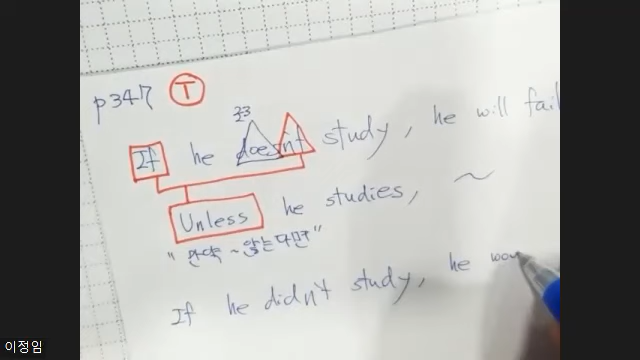 p347 T
조동
If he doesn't study, he will fail
Unless he studies, ~
"만약 ~ 않는다면"
If he didn't study, he wou
이정임